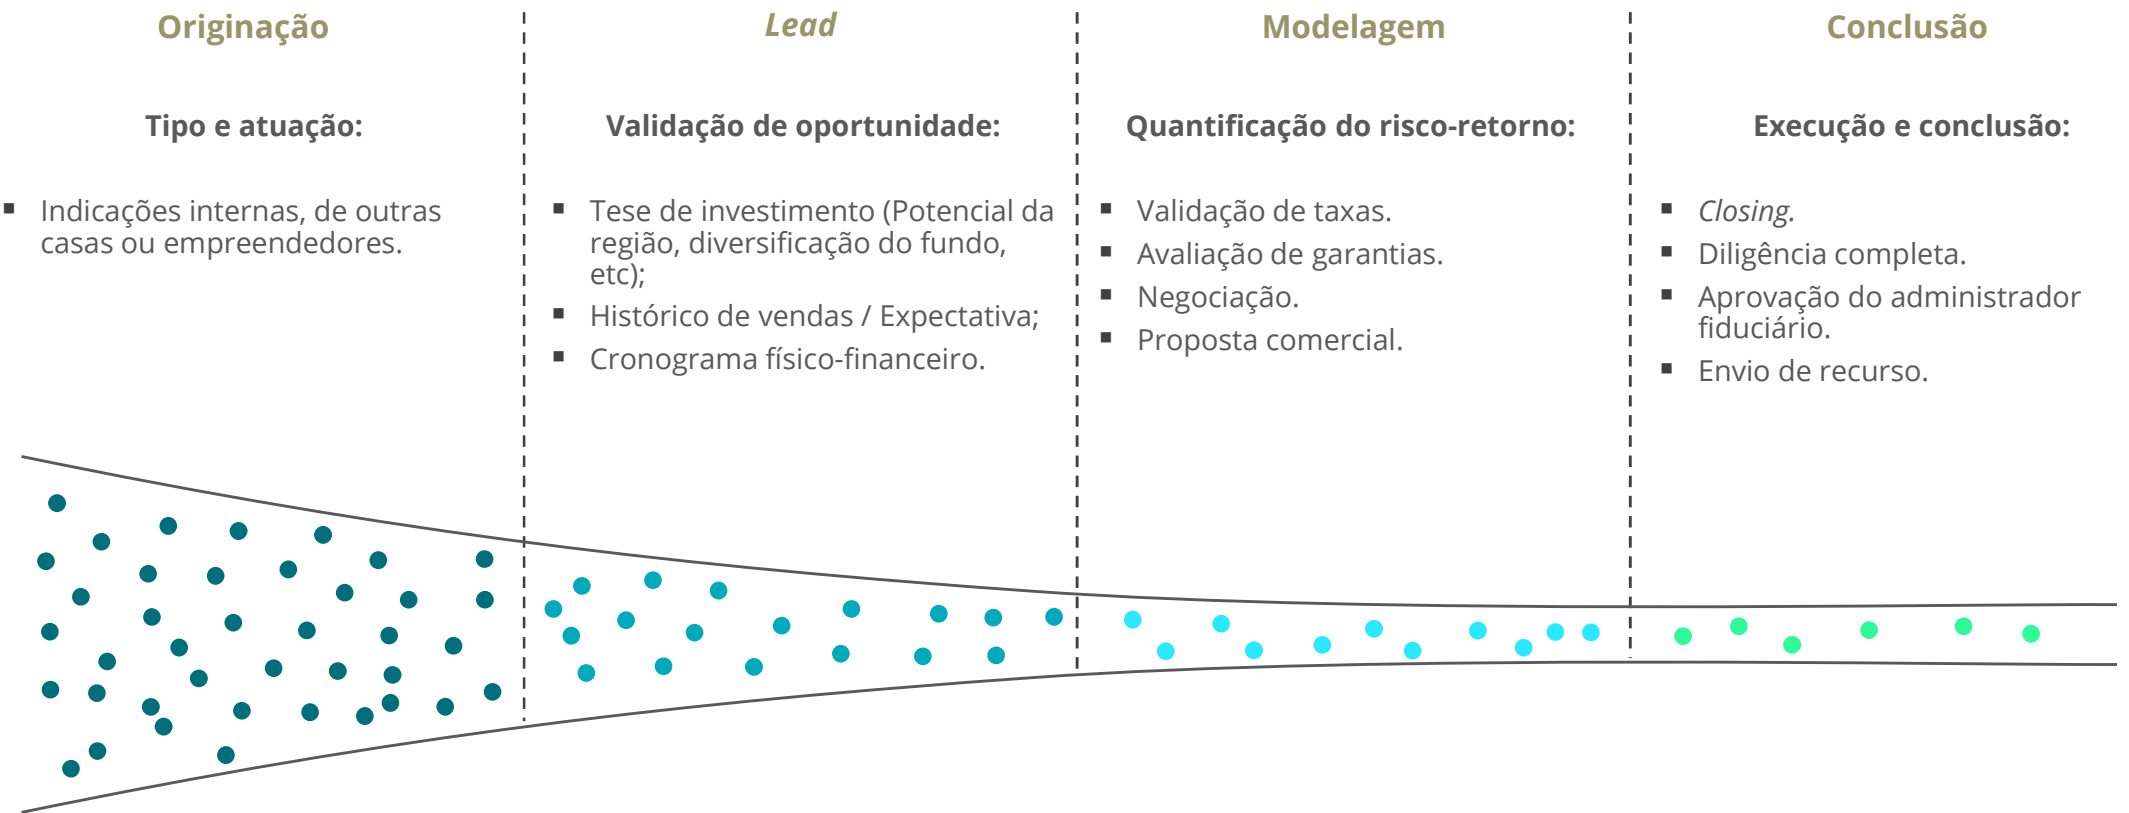 Originação
Tipo e atuação:
Indicações internas, de outras
casas ou empreendedores.
Lead
Validação de oportunidade:
Tese de investimento (Potencial da
região, diversificação do fundo,
etc);
Histórico de vendas / Expectativa;
Cronograma físico-financeiro.
Modelagem
Quantificação do risco-retorno:
Validação de taxas.
Avaliação de garantias.
Negociação.
Proposta comercial.
Conclusão
Execução e conclusão:
Closing.
Diligência completa.
Aprovação do administrador
fiduciário.
Envio de recurso.